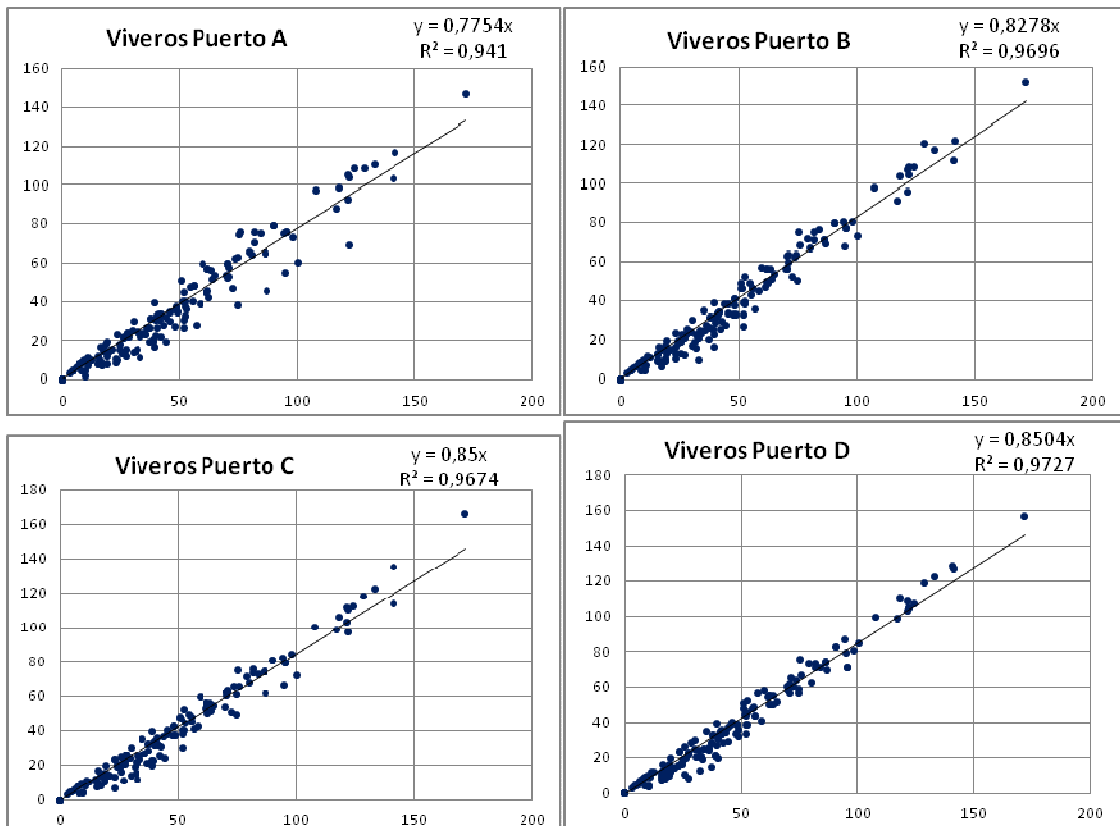 Viveros Puerto A
y = 0,7754x
R² = 0,941
160
140
120
100
80
60
40
20
0
0 50 100 150 200
Viveros Puerto B
y = 0,8278x
R² = 0,9696
160
140
120
100
80
60
40
20
0
0 50 100 150 200
Viveros Puerto C
y = 0,85x
R² = 0,9674
180
160
140
120
100
80
60
40
20
0
0 50 100 150 200
Viveros Puerto D
y = 0,8504x
R² = 0,9727
180
160
140
120
100
80
60
40
20
0
0 50 100 150 200